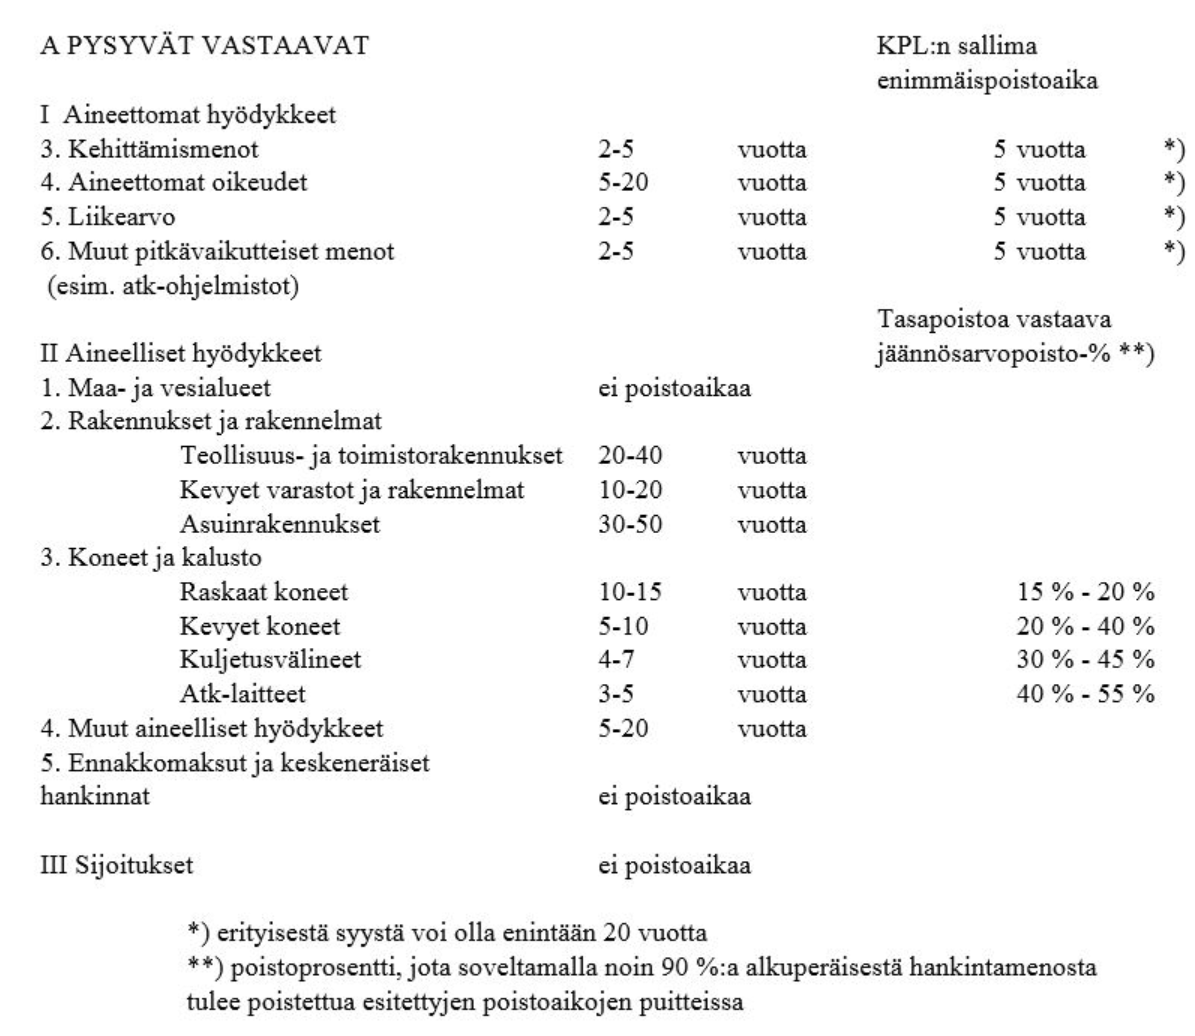 A PYSYVÄT VASTAAVAT KPL:n sallima
enimmäispoistoaika
I Aineettomat hyödykkeet
3. Kehittämismenot 2-5 vuotta 5 vuotta *)
4. Aineettomat oikeudet 5-20 vuotta 5 vuotta *)
5. Liikearvo 2-5 vuotta 5 vuotta *)
6. Muut pitkävaikutteiset menot 2-5 vuotta 5 vuotta *)
(esim. atk-ohjelmistot)
Tasapoistoa vastaava
II Aineelliset hyödykkeet jäännösarvopoisto-% **)
1. Maa- ja vesialueet ei poistoaikaa
2. Rakennukset ja rakennelmat
Teollisuus- ja toimistorakennukset 20-40 vuotta
Kevyet varastot ja rakennelmat 10-20 vuotta
Asuinrakennukset 30-50 vuotta
3. Koneet ja kalusto
Raskaat koneet 10-15 vuotta 15 % - 20 %
Kevyet koneet 5-10 vuotta 20 % - 40 %
Kuljetusvälineet 4-7 vuotta 30 % - 45 %
Atk-laitteet 3-5 vuotta 40 % - 55 %
4. Muut aineelliset hyödykkeet 5-20 vuotta
5. Ennakkomaksut ja keskeneräiset
hankinnat ei poistoaikaa
III Sijoitukset ei poistoaikaa
*) erityisestä syystä voi olla enintään 20 vuotta
**) poistoprosentti, jota soveltamalla noin 90 %:a alkuperäisestä hankintamenosta
tulee poistettua esitettyjen poistoaikojen puitteissa